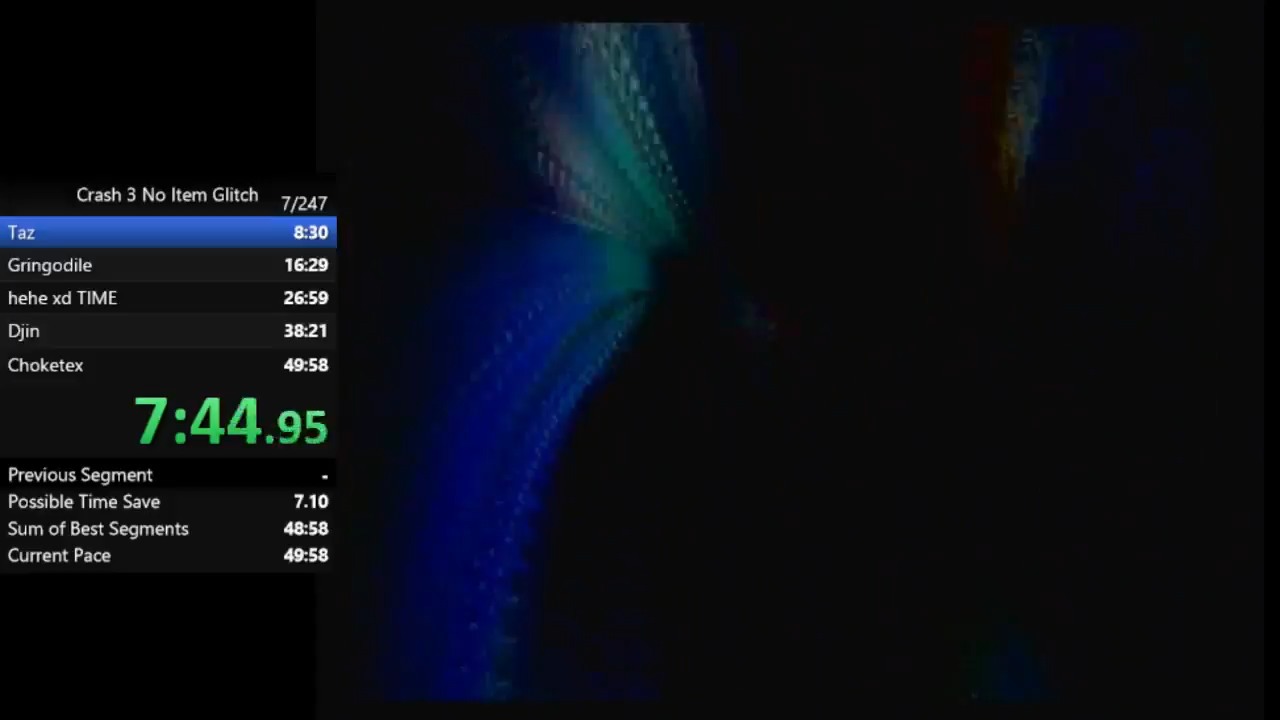 Crash 3 No Item Glitch 7/247
Taz 8:30
Gringodile 16:29
hehe xd TIME 26:59
Djin 38:21
Choketex 49:58
7:44.95
Previous Segment -
Possible Time Save 7.10
Sum of Best Segments 48:58
Current Pace 49:58